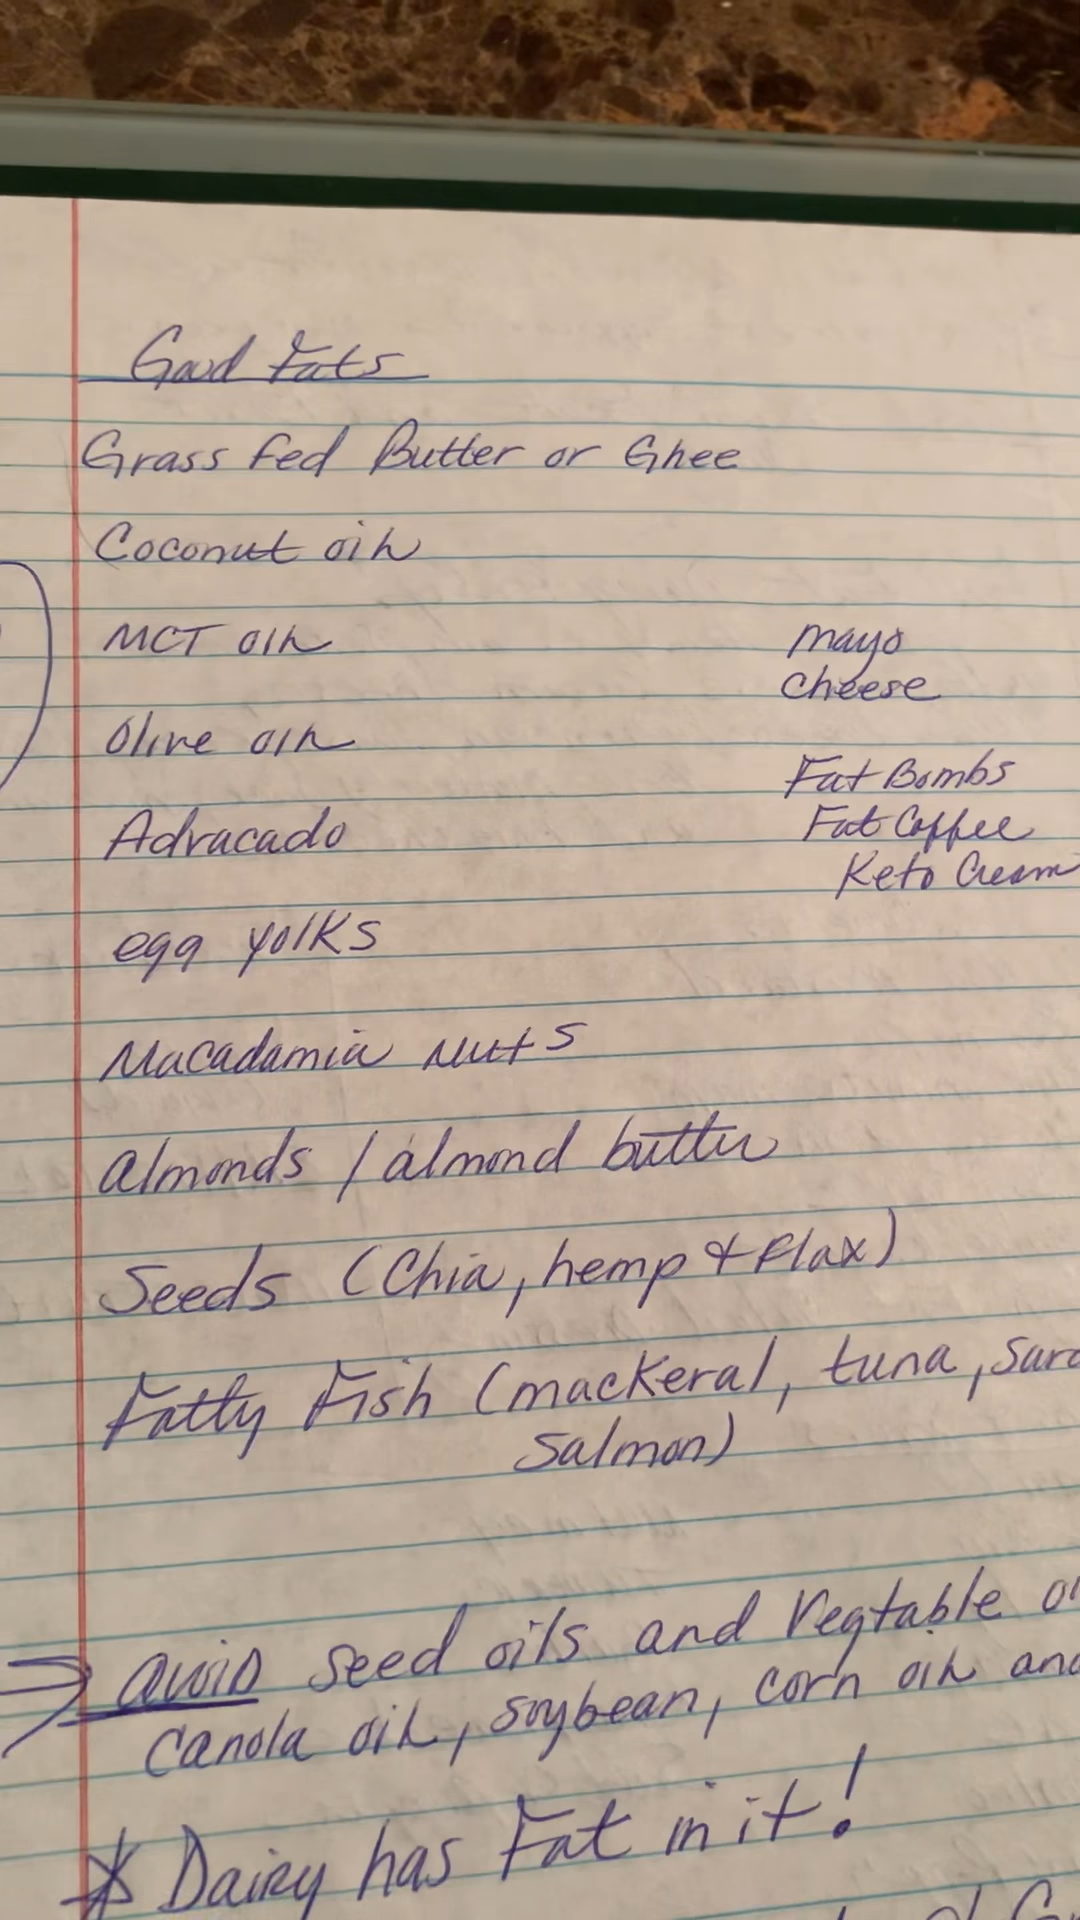 Good Fats
Grass Fed Butter or Ghee
Coconut oil
MCT oil
Olive oil
Advacado
egg yolks
Macadamia Nuts
almonds / almond butter
Seeds (Chia, hemp + Flax)
Fatty Fish (mackeral, tuna, sard
salmon)
mayo
cheese
Fat Bombs
Fat Coffee
Keto Cream
⇒ avoid seed oils and Vegtable oi
canola oil, soybean, corn oil and
* Dairy has Fat in it!